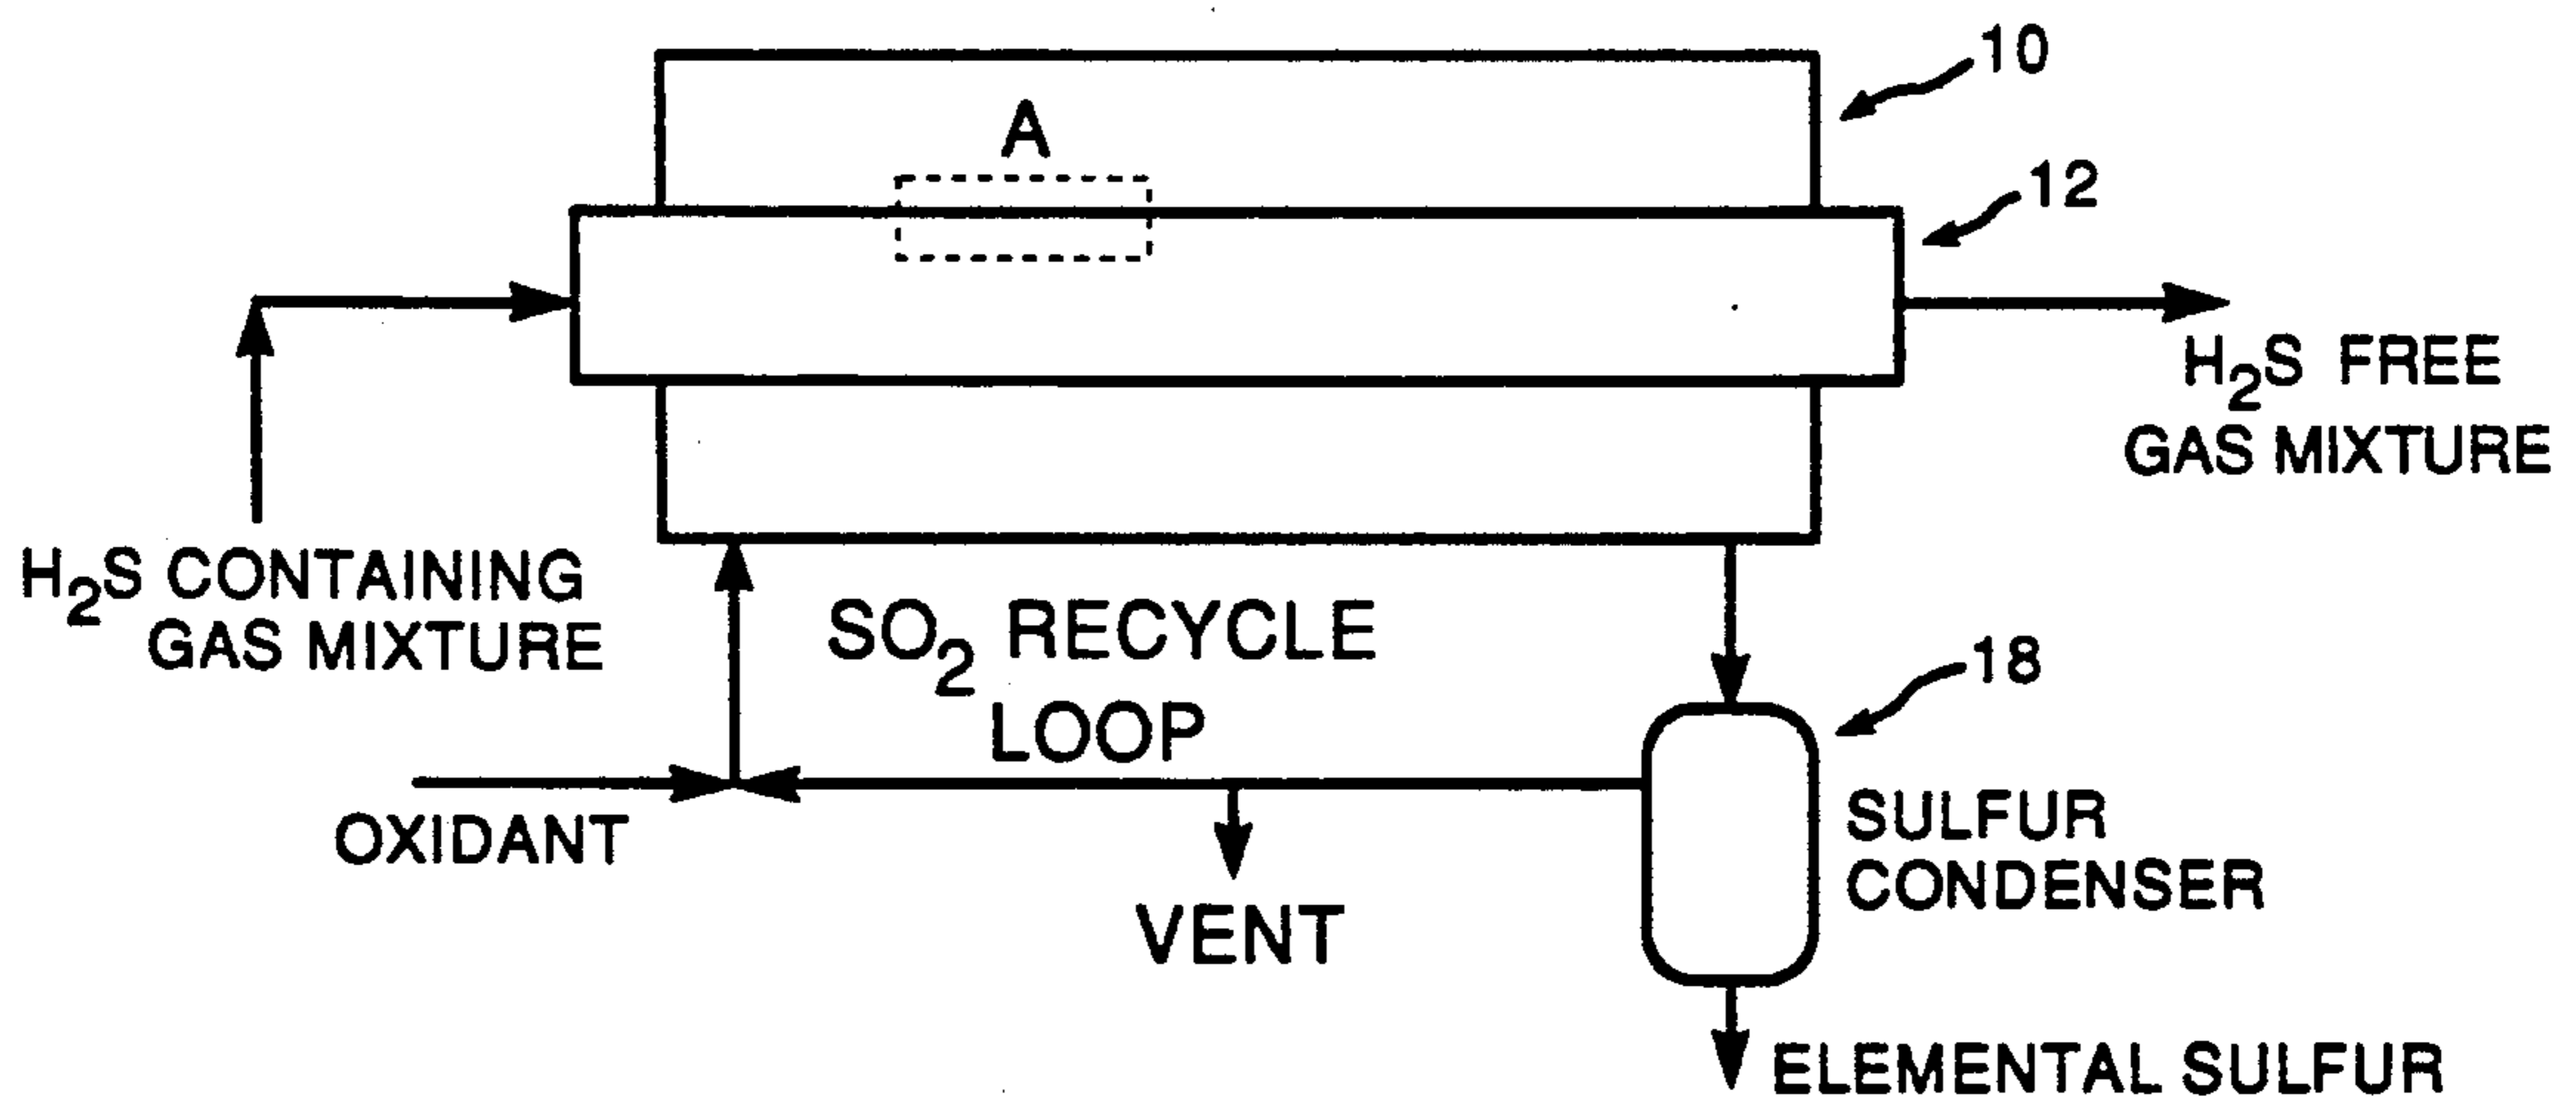 10
A
12
H2S FREE
GAS MIXTURE
H2S CONTAINING
GAS MIXTURE
SO2 RECYCLE
LOOP
18
OXIDANT
VENT
SULFUR
CONDENSER
ELEMENTAL SULFUR